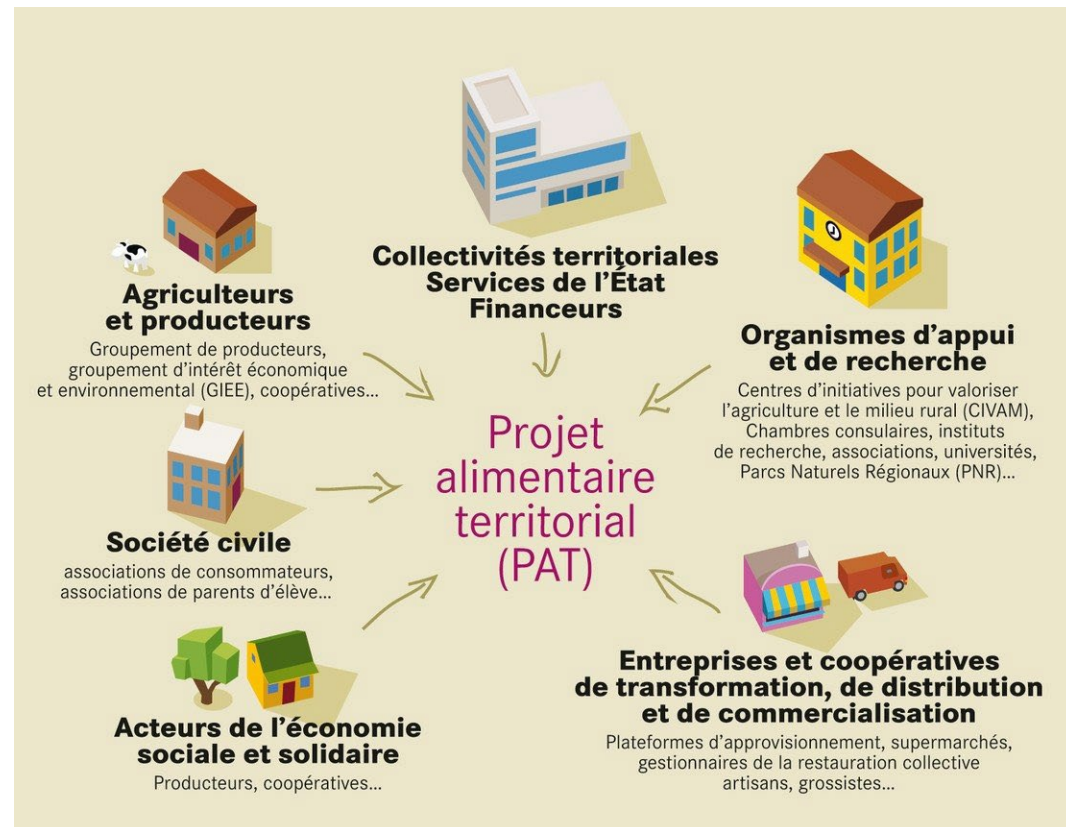 Collectivités territoriales
Services de l'État
Financeurs
Agriculteurs
et producteurs
Groupement de producteurs,
groupement d'intérêt économique
et environnemental (GIEE), coopératives...
Organismes d'appui
et de recherche
Centres d'initiatives pour valoriser
l'agriculture et le milieu rural (CIVAM),
Chambres consulaires, instituts
de recherche, associations, universités,
Parcs Naturels Régionaux (PNR)...
Projet
alimentaire
territorial
(PAT)
Société civile
associations de consommateurs,
associations de parents d'élève...
Acteurs de l'économie
sociale et solidaire
Producteurs, coopératives...
Entreprises et coopératives
de transformation, de distribution
et de commercialisation
Plateformes d'approvisionnement, supermarchés,
gestionnaires de la restauration collective
artisans, grossistes...